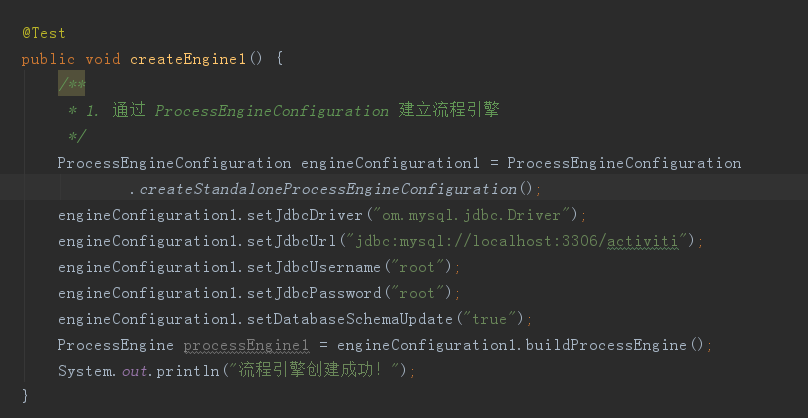 @Test
public void createEngine1() {
/**
* 1. 通过 ProcessEngineConfiguration 建立流程引擎
*/
ProcessEngineConfiguration engineConfiguration1 = ProcessEngineConfiguration
.createStandaloneProcessEngineConfiguration();
engineConfiguration1.setJdbcDriver("om.mysql.jdbc.Driver");
engineConfiguration1.setJdbcUrl("jdbc:mysql://localhost:3306/activiti");
engineConfiguration1.setJdbcUsername("root");
engineConfiguration1.setJdbcPassword("root");
engineConfiguration1.setDatabaseSchemaUpdate("true");
ProcessEngine processEngine1 = engineConfiguration1.buildProcessEngine();
System.out.println("流程引擎创建成功! ");
}